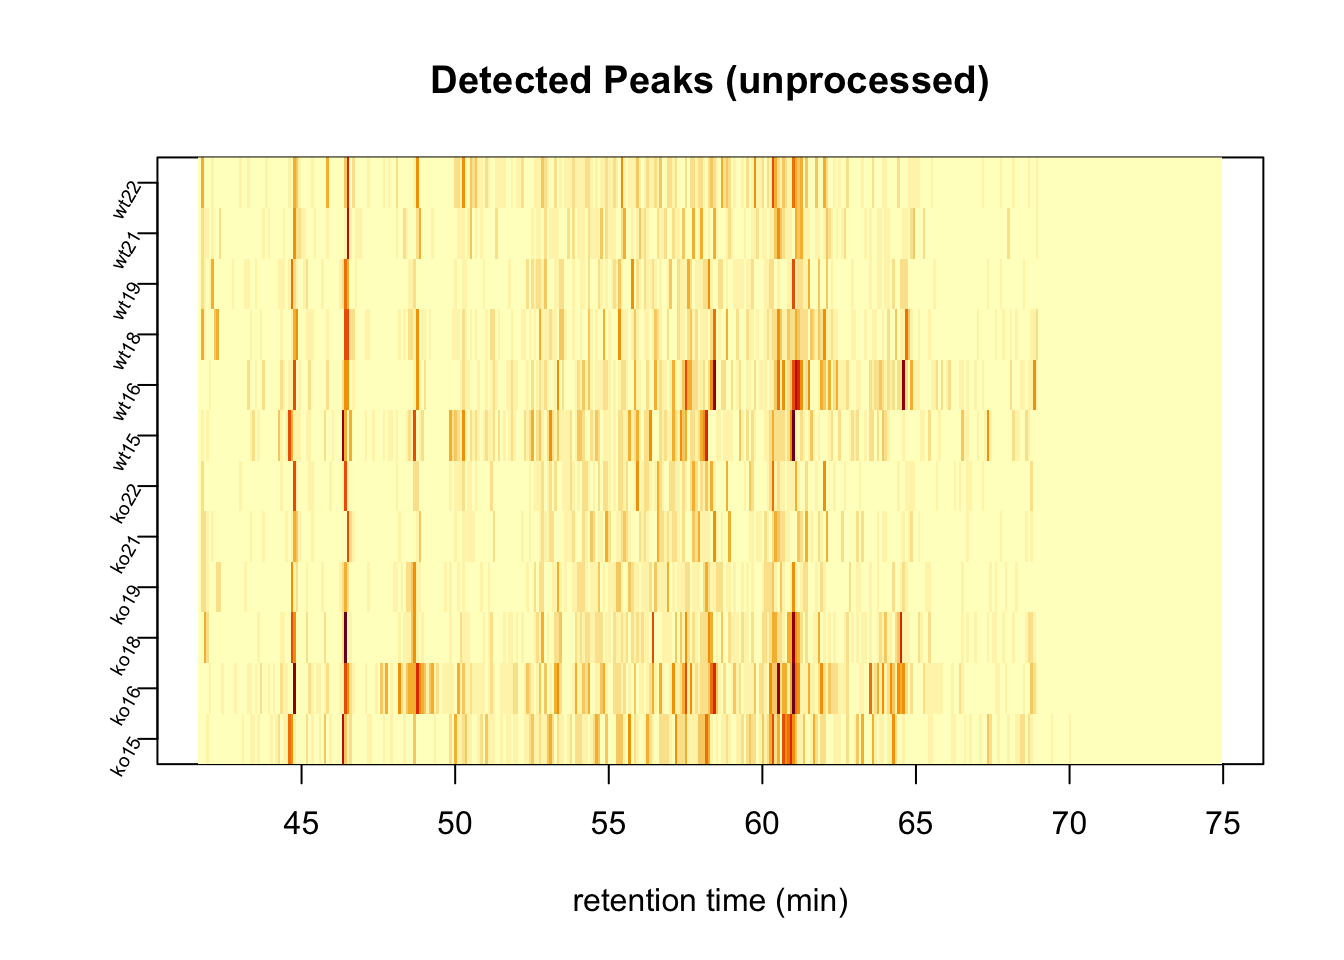 Detected Peaks (unprocessed)
wt22
wt21
wt19
wt18
wt16
wt15
ko22
ko21
ko19
ko18
ko16
ko15
45 50 55 60 65 70 75
retention time (min)